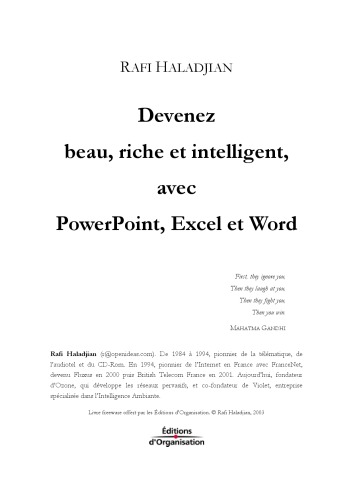 RAFI HALADJIAN
Devenez
beau, riche et intelligent,
avec
PowerPoint, Excel et Word
First, they ignore you.
Then they laugh at you.
Then they fight you.
Then you win.
MAHATMA GANDHI
Rafi Haladjian (r@openideas.com). De 1984 à 1994, pionnier de la télématique, de
l'audiotel et du CD-Rom. En 1994, pionnier de l'Internet en France avec FranceNet,
devenu Fluxus en 2000 puis British Telecom France en 2001. Aujourd'hui, fondateur
d'Ozone, qui développe les réseaux pervasifs, et co-fondateur de Violet, entreprise
spécialisée dans l'Intelligence Ambiante.
Livre freeware offert par les Éditions d'Organisation. © Rafi Haladjian, 2003
Éditions
d'Organisation